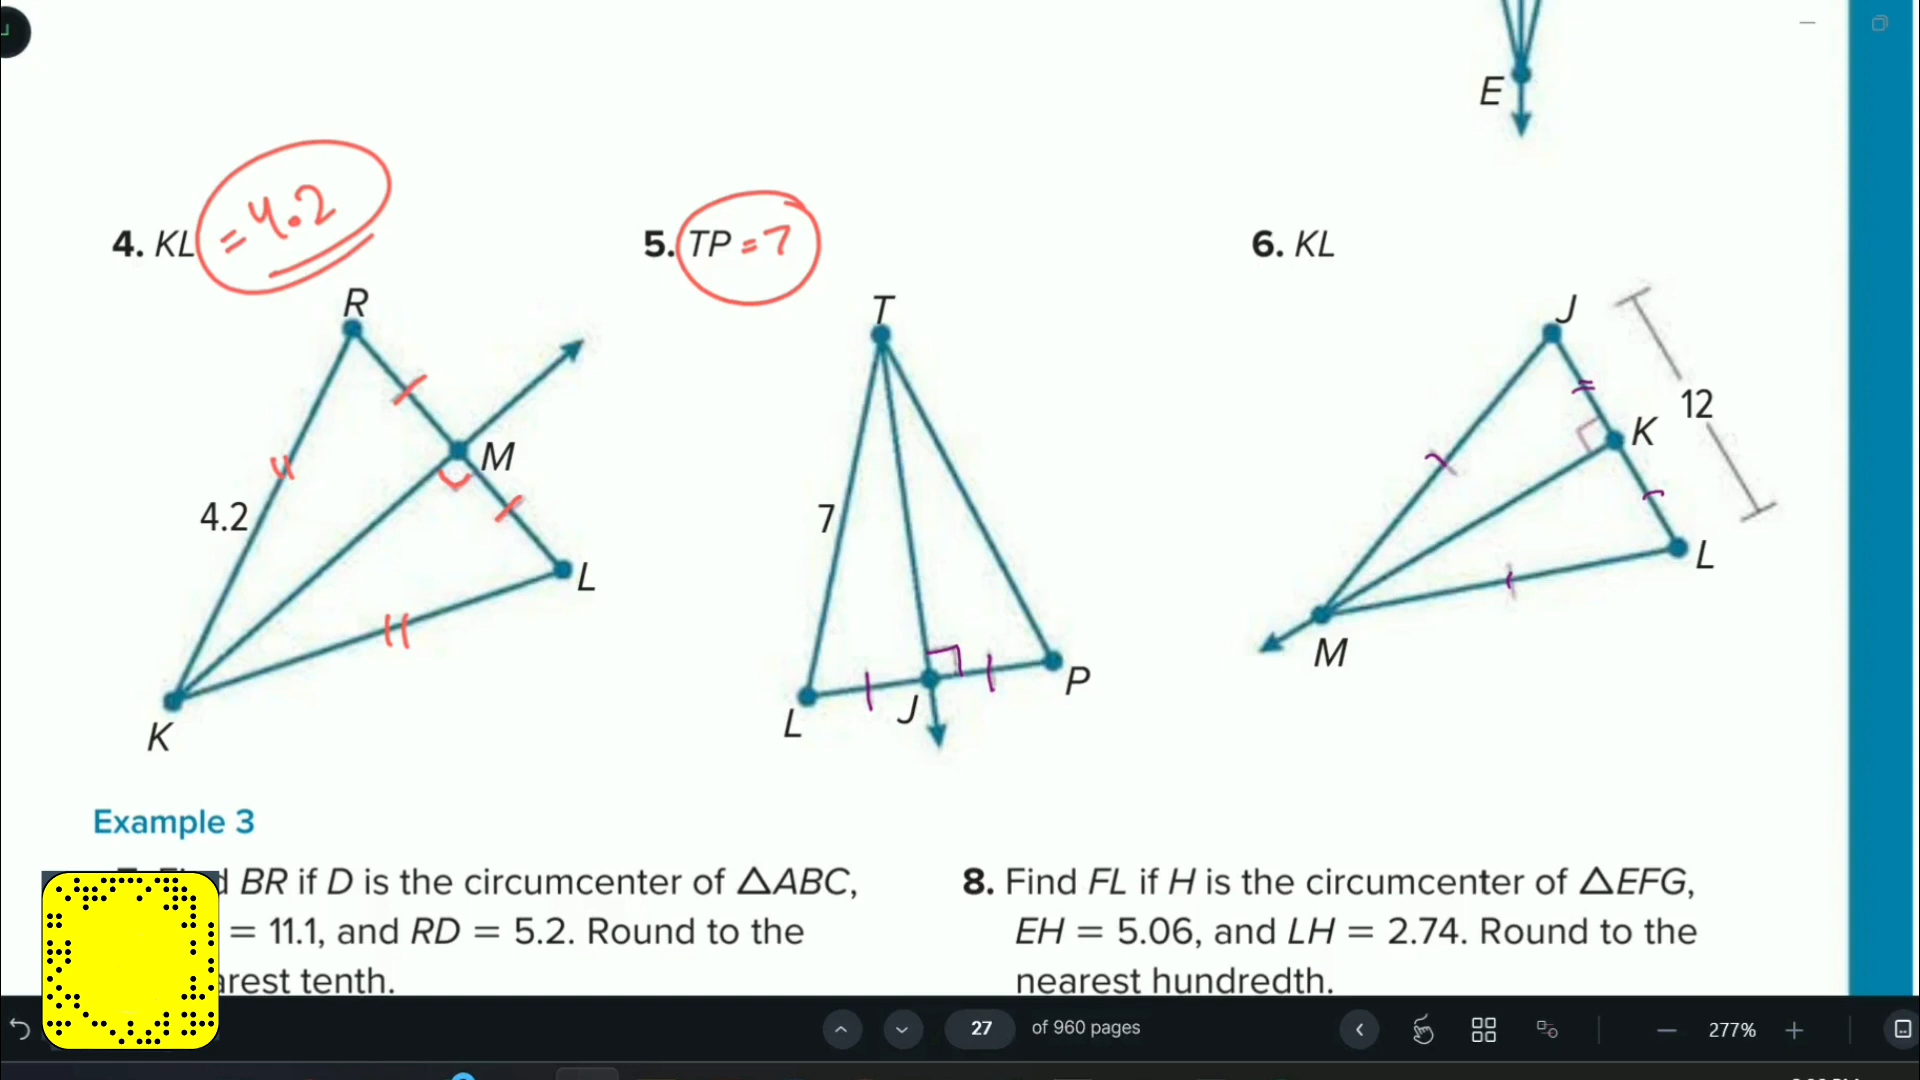 E
4. KL = 4.2
5. TP = 7
6. KL
R
M
4.2
L
K
T
7
L
J
P
J
12
K
L
M
Example 3
BR if D is the circumcenter of △ABC,
= 11.1, and RD = 5.2. Round to the
arest tenth.
8. Find FL if H is the circumcenter of △EFG,
EH = 5.06, and LH = 2.74. Round to the
nearest hundredth.
27 of 960 pages
277%